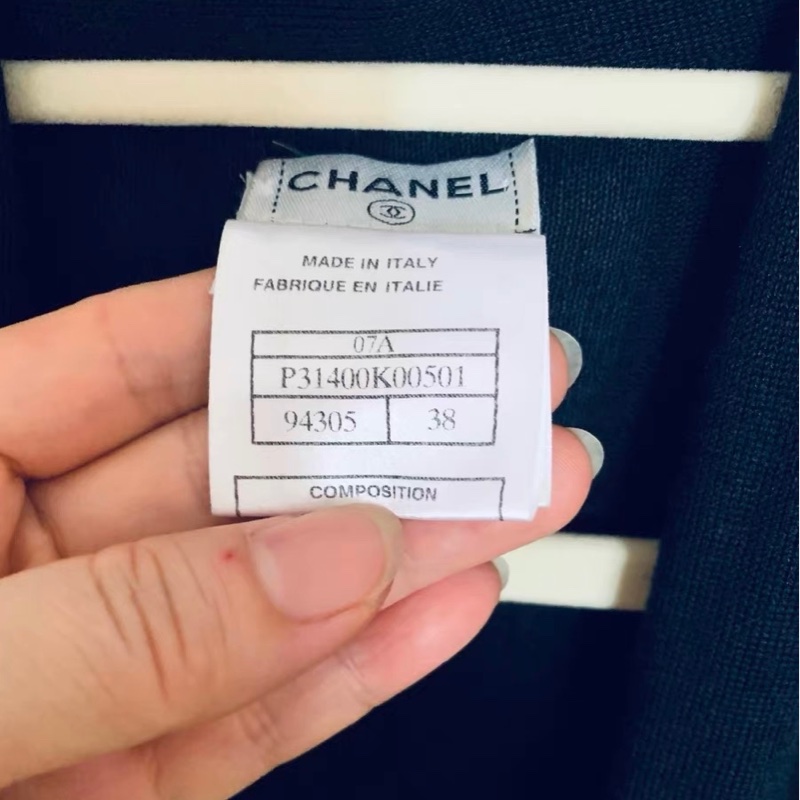 CHANEL
MADE IN ITALY
FABRIQUE EN ITALIE
07A
P31400K00501
94305 38
COMPOSITION